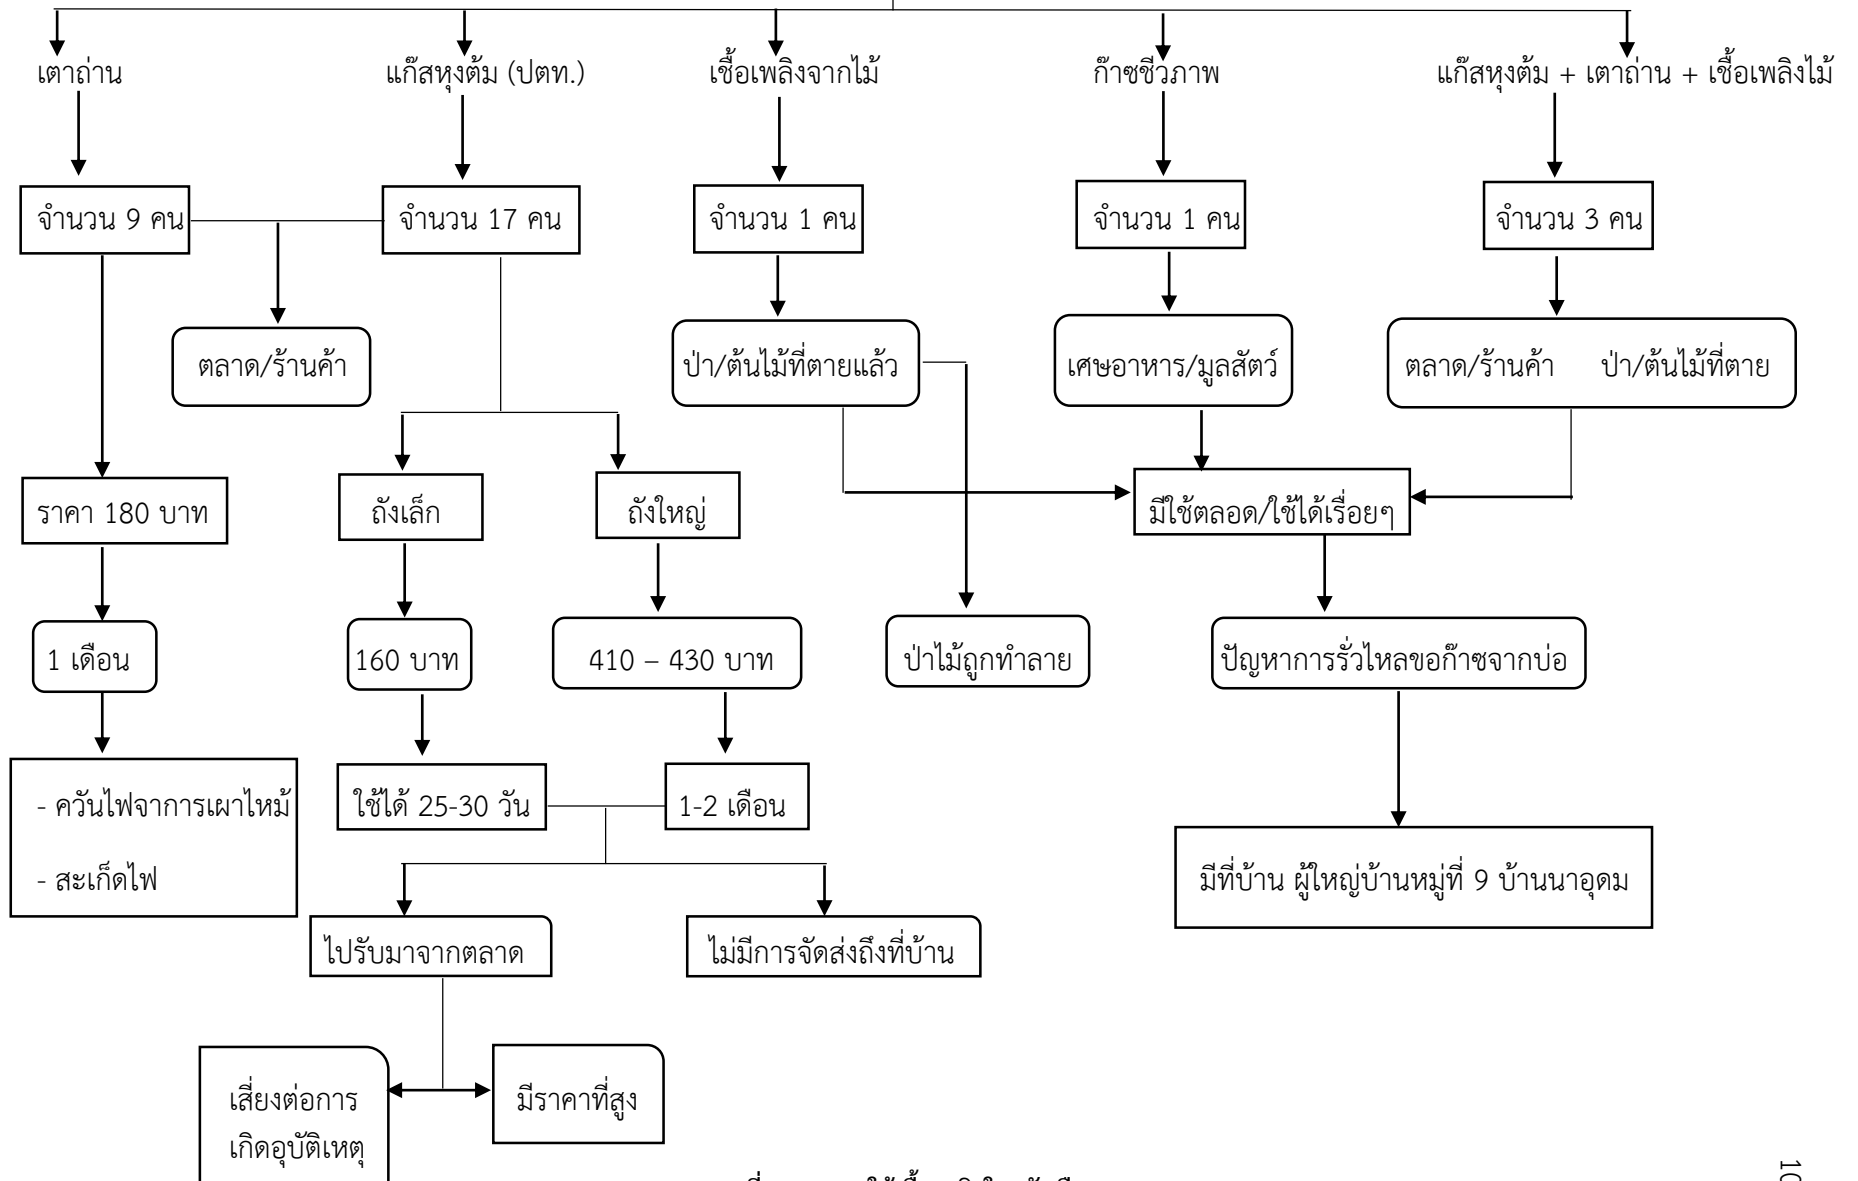 เตาถ่าน
แก๊สหุงต้ม (ปตท.)
เชื้อเพลิงจากไม้
ก๊าซชีวภาพ
แก๊สหุงต้ม + เตาถ่าน + เชื้อเพลิงไม้
จำนวน 9 คน
จำนวน 17 คน
จำนวน 1 คน
จำนวน 1 คน
จำนวน 3 คน
ตลาด/ร้านค้า
ป่า/ต้นไม้ที่ตายแล้ว
เศษอาหาร/มูลสัตว์
ตลาด/ร้านค้า ป่า/ต้นไม้ที่ตาย
ราคา 180 บาท
ถังเล็ก
ถังใหญ่
มีใช้ตลอด/ใช้ได้เรื่อยๆ
1 เดือน
160 บาท
410 – 430 บาท
ป่าไม้ถูกทำลาย
ปัญหาการรั่วไหลขอก๊าซจากบ่อ
- ควันไฟจาการเผาไหม้
- สะเก็ดไฟ
ใช้ได้ 25-30 วัน
1-2 เดือน
มีที่บ้าน ผู้ใหญ่บ้านหมู่ที่ 9 บ้านนาอุดม
ไปรับมาจากตลาด
ไม่มีการจัดส่งถึงที่บ้าน
เสี่ยงต่อการ
เกิดอุบัติเหตุ
มีราคาที่สูง